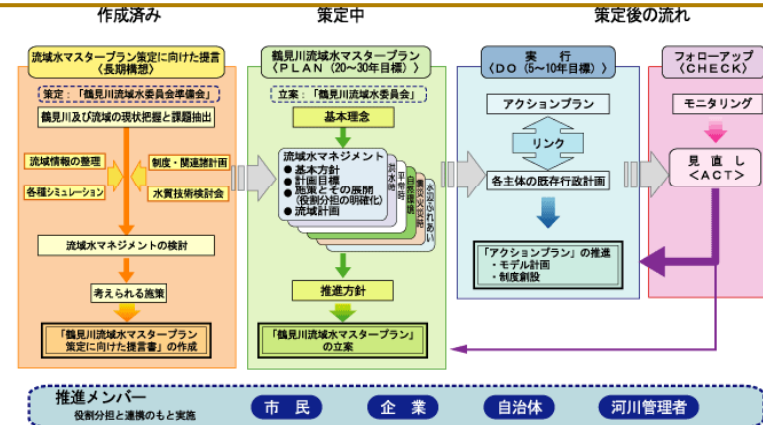 作成済み
策定中
策定後の流れ
流域水マスタープラン策定に向けた提言
〈長期構想〉
策定:「鶴見川流域水委員会準備会」
鶴見川及び流域の現状把握と課題抽出
流域情報の整理
制度・関連諸計画
各種シミュレーション
水質技術検討会
流域水マネジメントの検討
考えられる施策
「鶴見川流域水マスタープラン
策定に向けた提言書」の作成
鶴見川流域水マスタープラン
〈PLAN(20~30年目標)〉
立案:「鶴見川流域水委員会」
基本理念
流域水マネジメント
●基本方針
●計画目標
●施策とその展開
(役割分担の明確化)
●流域計画
洪水時
平常時
自然環境
震災火災時
水辺ふれあい
推進方針
「鶴見川流域水マスタープラン」
の立案
実 行
〈DO(5~10年目標)〉
アクションプラン
リンク
各主体の既存行政計画
「アクションプラン」の推進
・モデル計画
・制度創設
フォローアップ
〈CHECK〉
モニタリング
見 直 し
<ACT>
推進メンバー
役割分担と連携のもと実施
市 民
企 業
自治体
河川管理者